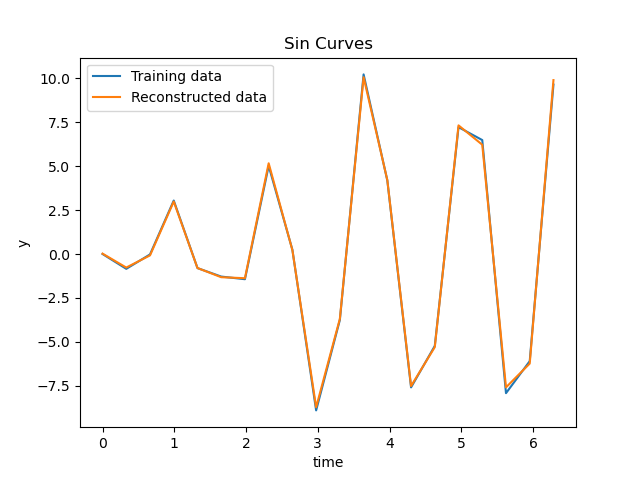 Sin Curves
Training data
Reconstructed data
10.0
7.5
5.0
2.5
0.0
−2.5
−5.0
−7.5
y
0 1 2 3 4 5 6
time